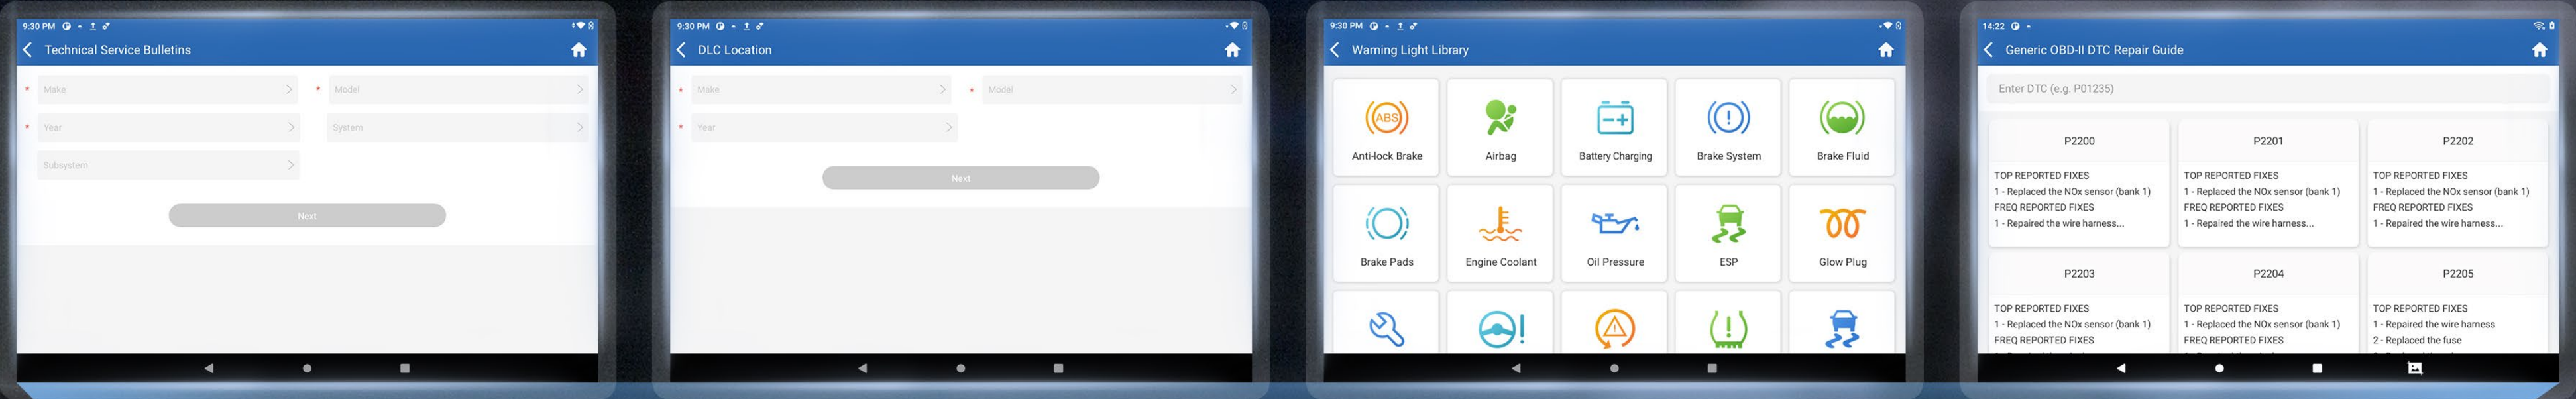 9:30 PM
Technical Service Bulletins
* Make
* Model
* Year
System
Subsystem
Next
9:30 PM
DLC Location
* Make
* Model
* Year
Next
9:30 PM
Warning Light Library
ABS
Anti-lock Brake
Airbag
Battery Charging
Brake System
Brake Fluid
Brake Pads
Engine Coolant
Oil Pressure
ESP
Glow Plug
14:22
Generic OBD-II DTC Repair Guide
Enter DTC (e.g. P01235)
P2200
TOP REPORTED FIXES
1 - Replaced the NOx sensor (bank 1)
FREQ REPORTED FIXES
1 - Repaired the wire harness...
P2201
TOP REPORTED FIXES
1 - Replaced the NOx sensor (bank 1)
FREQ REPORTED FIXES
1 - Repaired the wire harness...
P2202
TOP REPORTED FIXES
1 - Replaced the NOx sensor (bank 1)
FREQ REPORTED FIXES
1 - Repaired the wire harness...
P2203
TOP REPORTED FIXES
1 - Replaced the NOx sensor (bank 1)
FREQ REPORTED FIXES
P2204
TOP REPORTED FIXES
1 - Replaced the NOx sensor (bank 1)
FREQ REPORTED FIXES
P2205
TOP REPORTED FIXES
1 - Repaired the wire harness
2 - Replaced the fuse